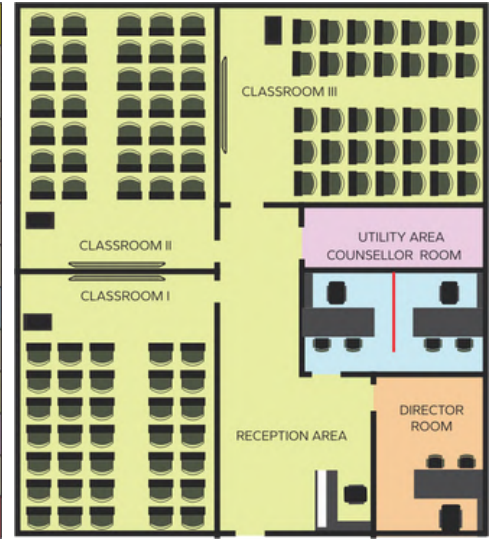 CLASSROOM III
CLASSROOM II
UTILITY AREA
COUNSELLOR ROOM
CLASSROOM I
DIRECTOR
ROOM
RECEPTION AREA